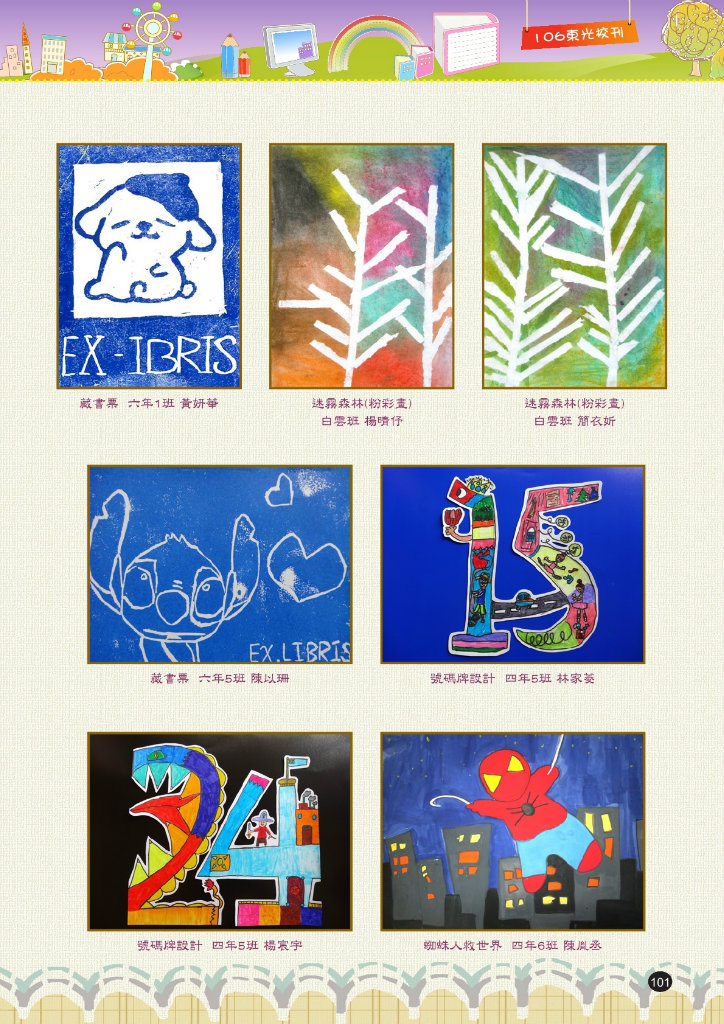 106東光校刊
EX-IBRIS
藏書票 六年1班 黃妍華
迷霧森林(粉彩畫)
白雲班 楊晴伃
迷霧森林(粉彩畫)
白雲班 簡衣妡
EX.LIBRIS
藏書票 六年5班 陳以珊
15
號碼牌設計 四年5班 林家菱
24
號碼牌設計 四年5班 楊宸宇
蜘蛛人救世界 四年6班 陳胤丞
101